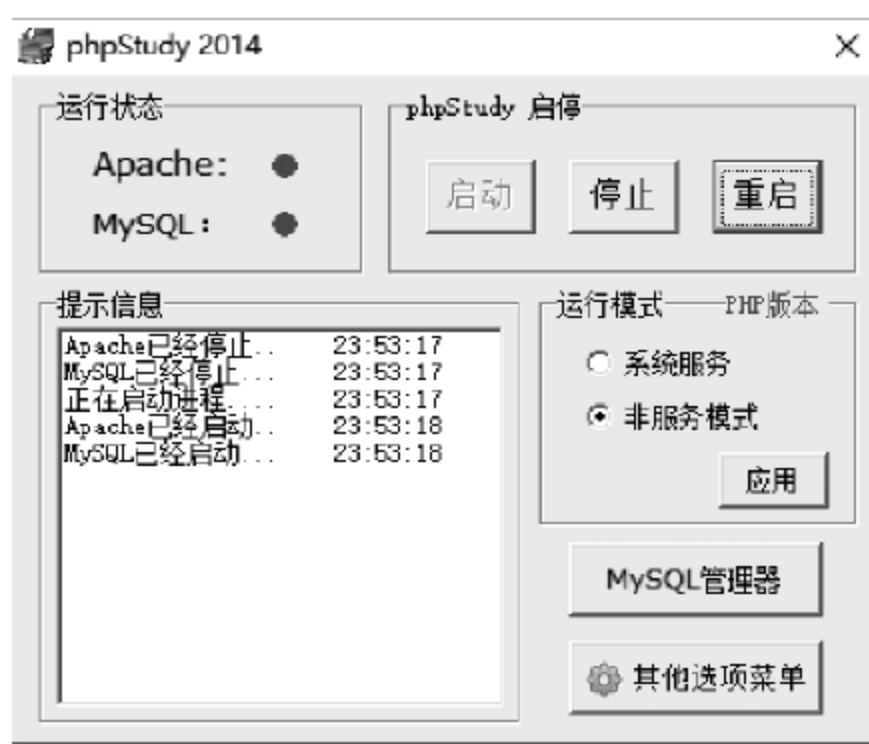 phpStudy 2014
运行状态
Apache:
MySQL:
phpStudy 启停
启动 停止 重启
提示信息
Apache已经停止.. 23:53:17
MySQL已经停止... 23:53:17
正在启动进程.... 23:53:17
Apache已经启动.. 23:53:18
MySQL已经启动... 23:53:18
运行模式 PHP版本
系统服务
非服务模式
应用
MySQL管理器
其他选项菜单